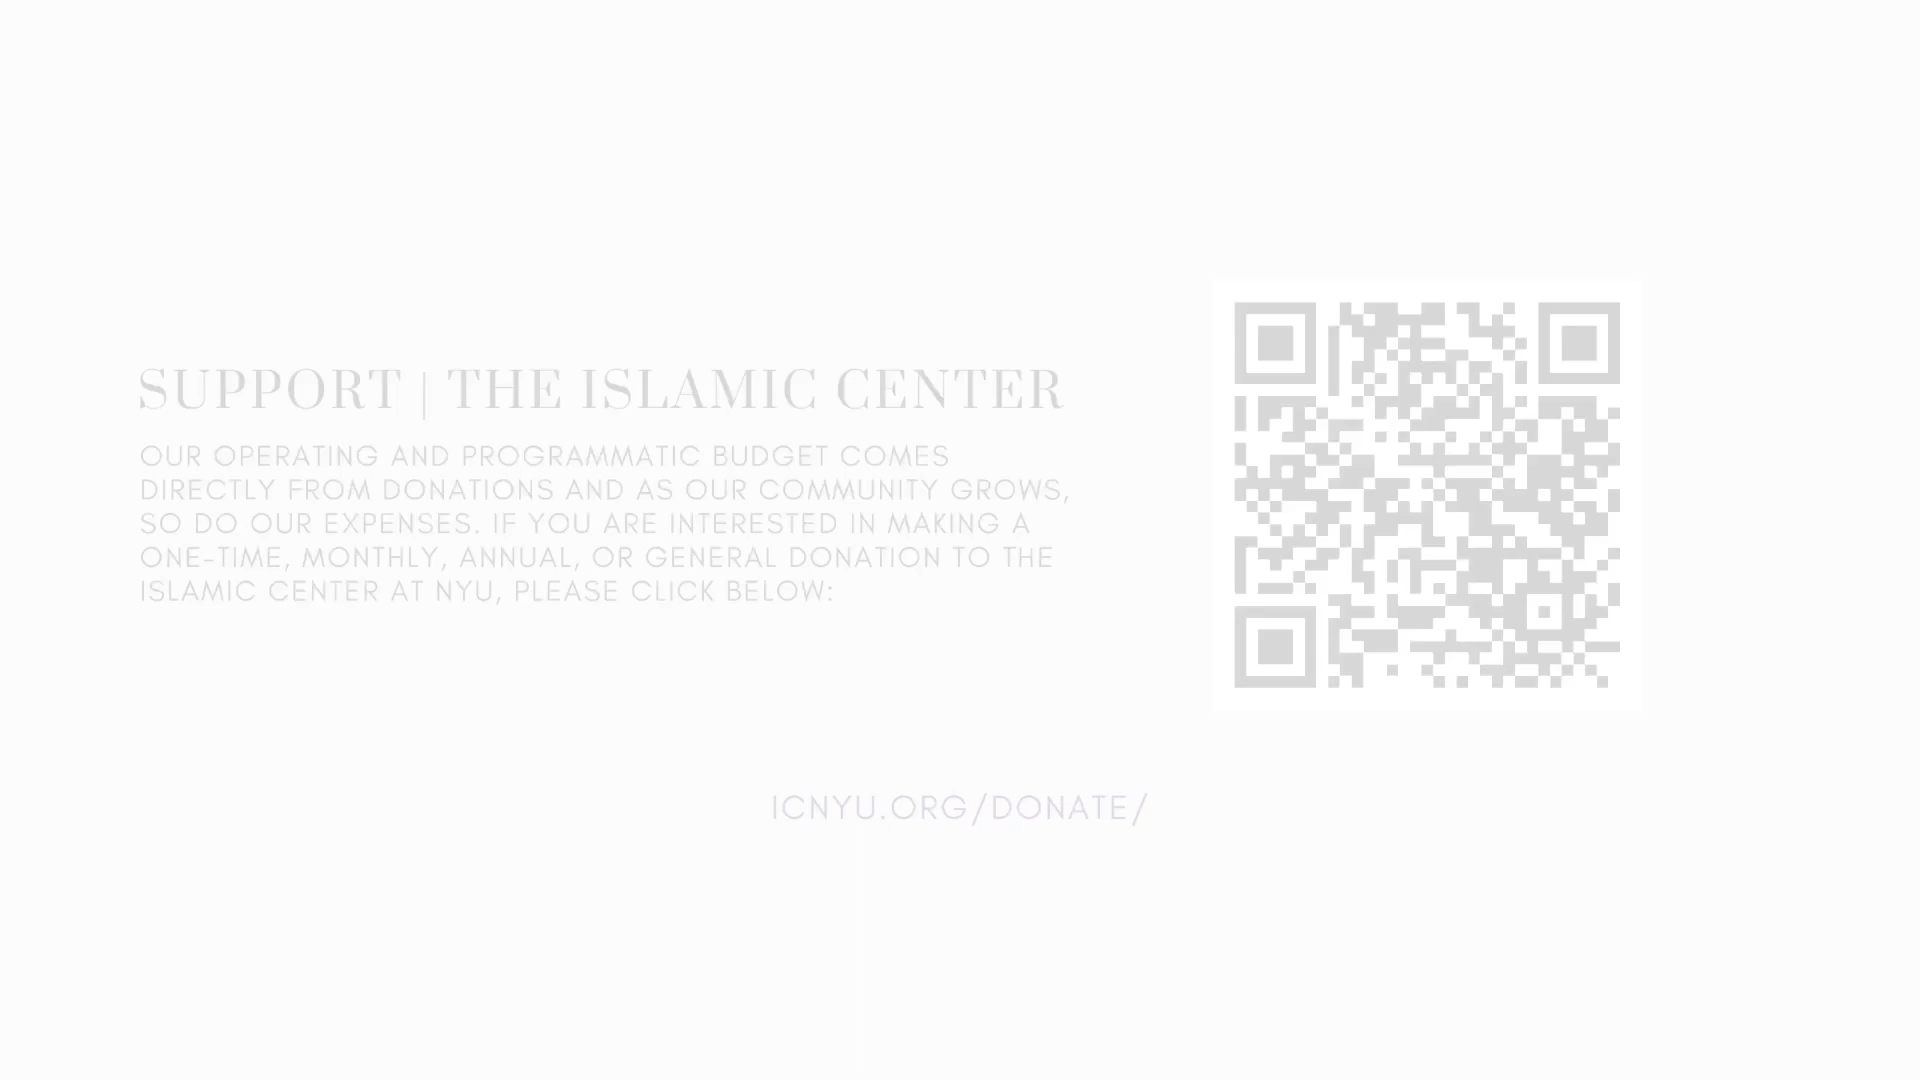 SUPPORT | THE ISLAMIC CENTER
OUR OPERATING AND PROGRAMMATIC BUDGET COMES
DIRECTLY FROM DONATIONS AND AS OUR COMMUNITY GROWS,
SO DO OUR EXPENSES. IF YOU ARE INTERESTED IN MAKING A
ONE-TIME, MONTHLY, ANNUAL, OR GENERAL DONATION TO THE
ISLAMIC CENTER AT NYU, PLEASE CLICK BELOW:
ICNYU.ORG/DONATE/